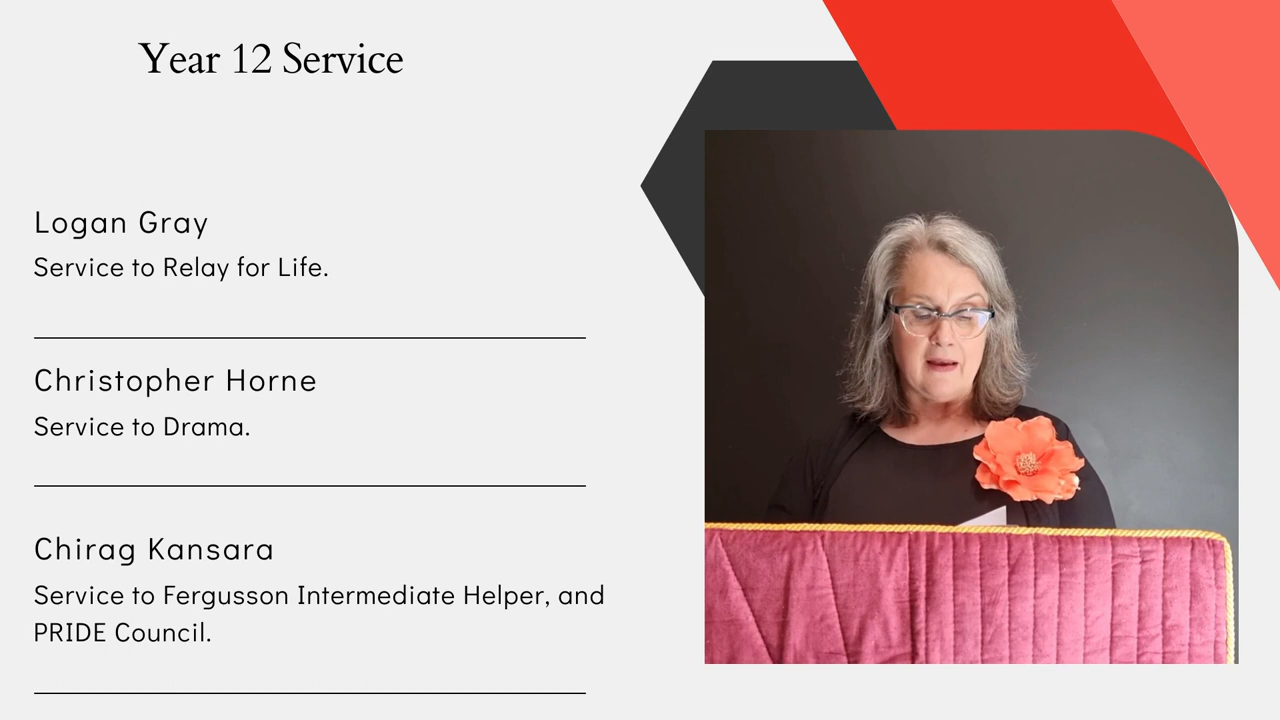 Year 12 Service
Logan Gray
Service to Relay for Life.
Christopher Horne
Service to Drama.
Chirag Kansara
Service to Fergusson Intermediate Helper, and
PRIDE Council.